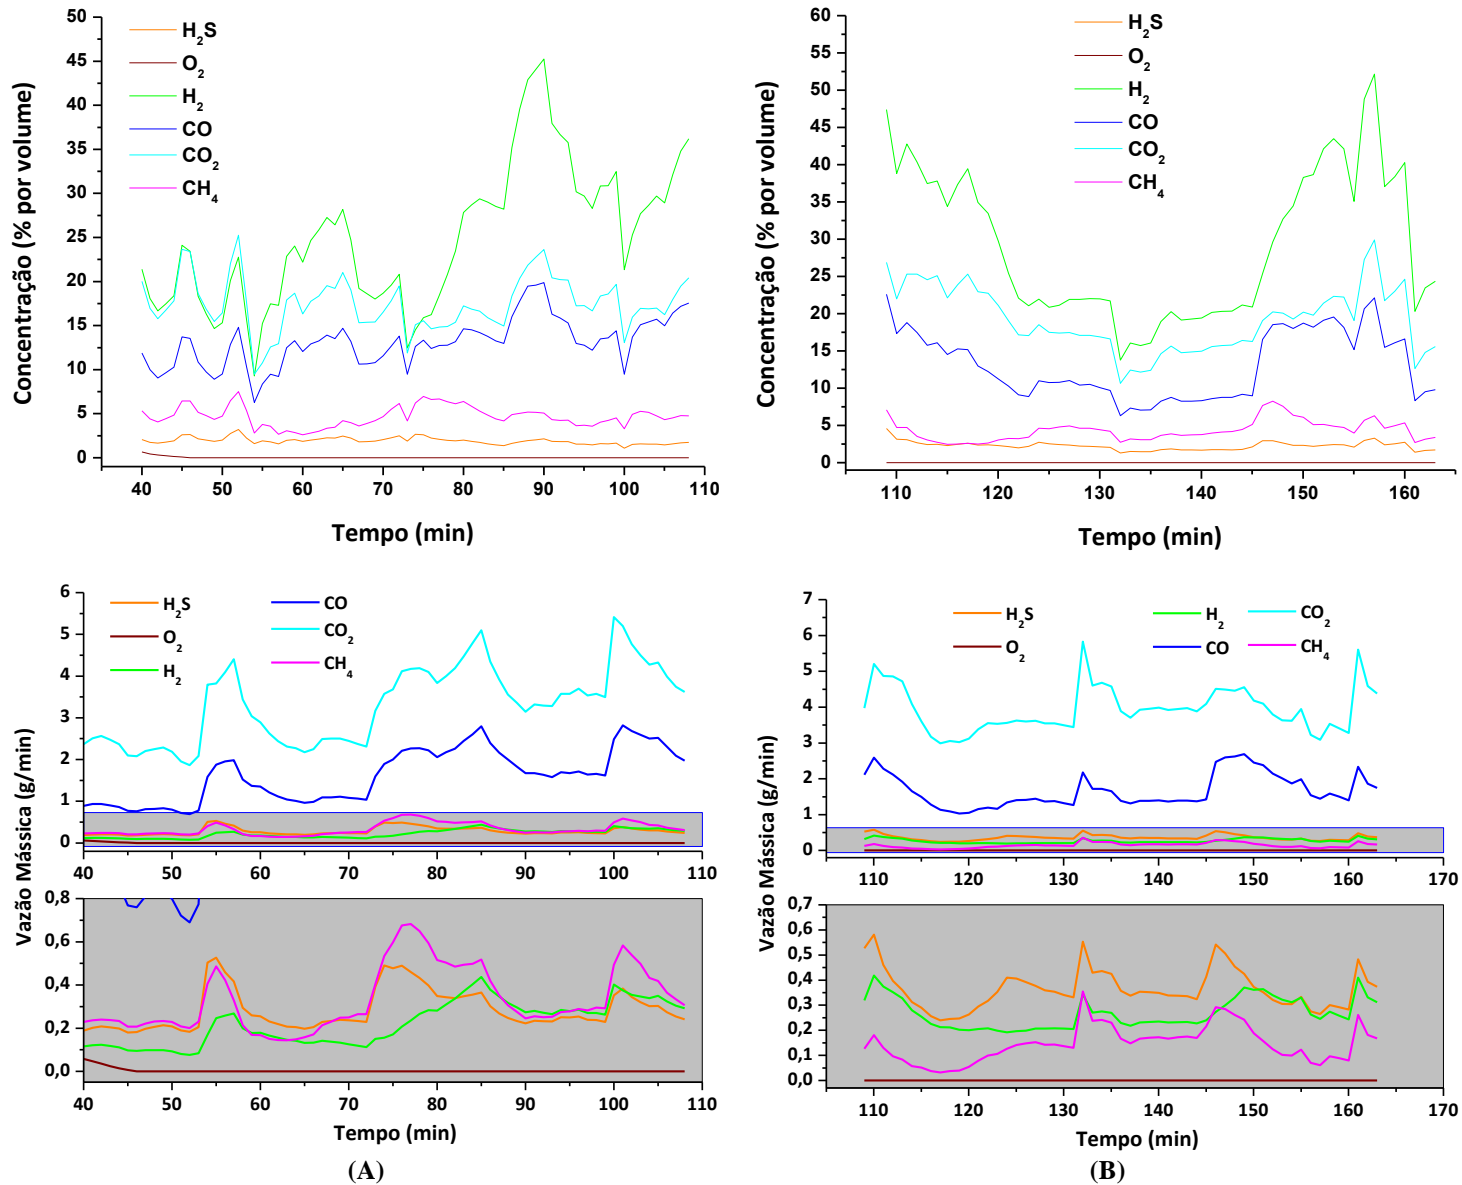 50
45
40
35
30
25
20
15
10
5
0
Concentração (% por volume)
H₂S
O₂
H₂
CO
CO₂
CH₄
40 50 60 70 80 90 100 110
Tempo (min)
60
55
50
45
40
35
30
25
20
15
10
5
0
Concentração (% por volume)
H₂S
O₂
H₂
CO
CO₂
CH₄
110 120 130 140 150 160
Tempo (min)
6
5
4
3
2
1
0
H₂S CO
O₂ CO₂
H₂ CH₄
40 50 60 70 80 90 100 110
Vazão Mássica (g/min)
0,8
0,6
0,4
0,2
0,0
40 50 60 70 80 90 100 110
Tempo (min)
(A)
7
6
5
4
3
2
1
0
H₂S H₂ CO₂
O₂ CO CH₄
110 120 130 140 150 160 170
Vazão Mássica (g/min)
0,7
0,6
0,5
0,4
0,3
0,2
0,1
0,0
110 120 130 140 150 160 170
Tempo (min)
(B)